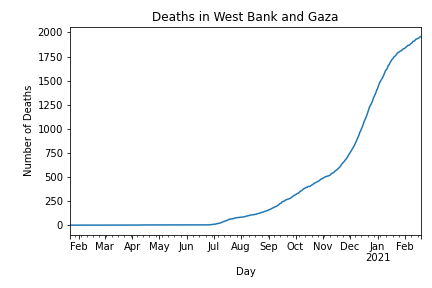 Deaths in West Bank and Gaza
2000
1750
1500
1250
1000
750
500
250
0
Number of Deaths
Feb Mar Apr May Jun Jul Aug Sep Oct Nov Dec Jan Feb
2021
Day